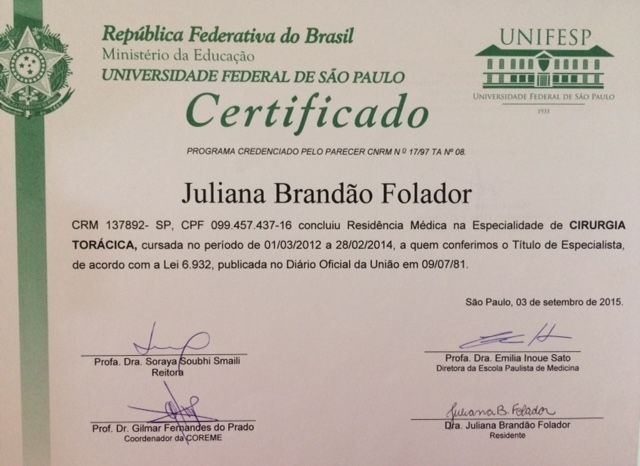 República Federativa do Brasil
Ministério da Educação
UNIVERSIDADE FEDERAL DE SÃO PAULO
UNIFESP
UNIVERSIDADE FEDERAL DE SÃO PAULO
1933
Certificado
PROGRAMA CREDENCIADO PELO PARECER CNRM N º 17/97 TA Nº 08.
Juliana Brandão Folador
CRM 137892- SP, CPF 099.457.437-16 concluiu Residência Médica na Especialidade de CIRURGIA
TORÁCICA, cursada no período de 01/03/2012 a 28/02/2014, a quem conferimos o Título de Especialista,
de acordo com a Lei 6.932, publicada no Diário Oficial da União em 09/07/81.
São Paulo, 03 de setembro de 2015.
Profa. Dra. Soraya Soubhi Smaili
Reitora
Profa. Dra. Emilia Inoue Sato
Diretora da Escola Paulista de Medicina
Prof. Dr. Gilmar Fernandes do Prado
Coordenador da COREME
Juliana B. Folador
Dra. Juliana Brandão Folador
Residente